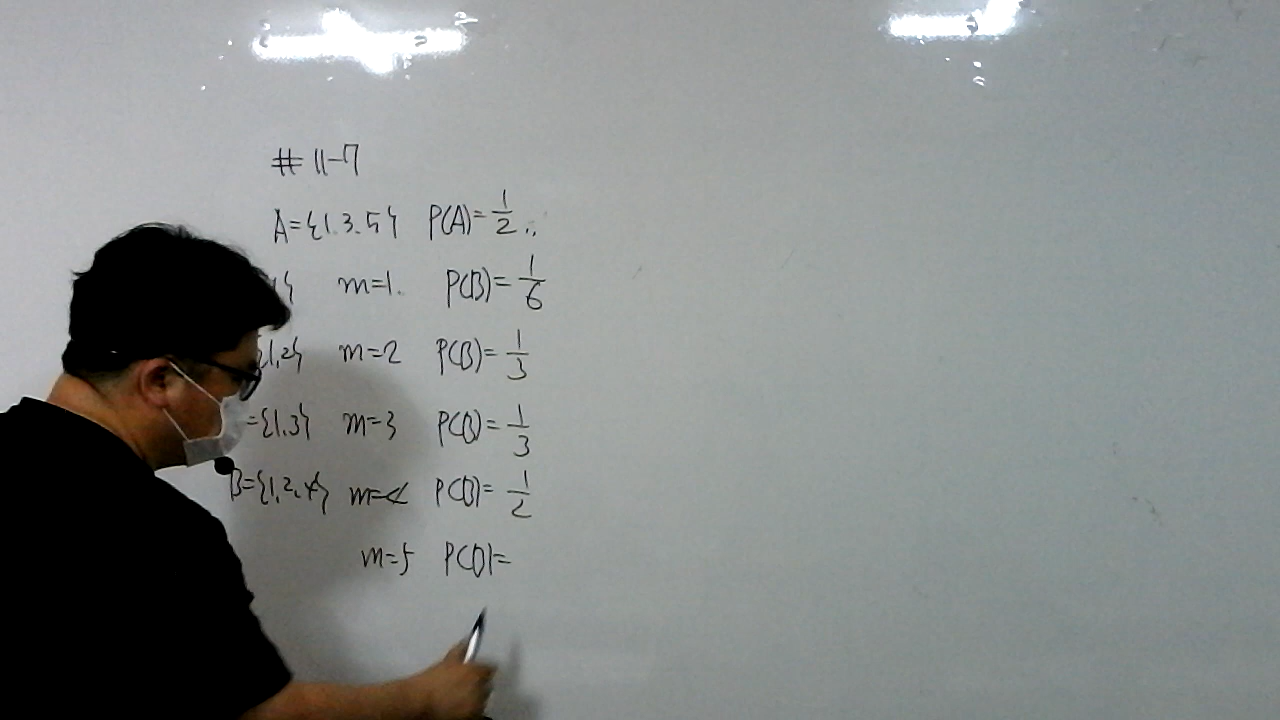 # 11-7
A={1.3.5} P(A)=1/2..
} m=1. P(B)=1/6
{1,2} m=2 P(B)=1/3
={1.3} m=3 P(B)=1/3
B={1,2,4} m=4 P(B)=1/2
m=5 P(B)=